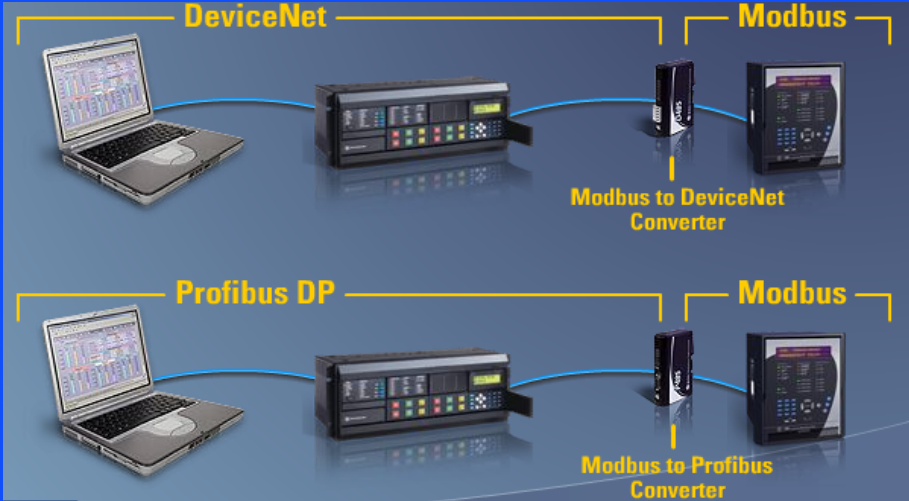 DeviceNet
Modbus
Modbus to DeviceNet
Converter
Profibus DP
Modbus
Modbus to Profibus
Converter